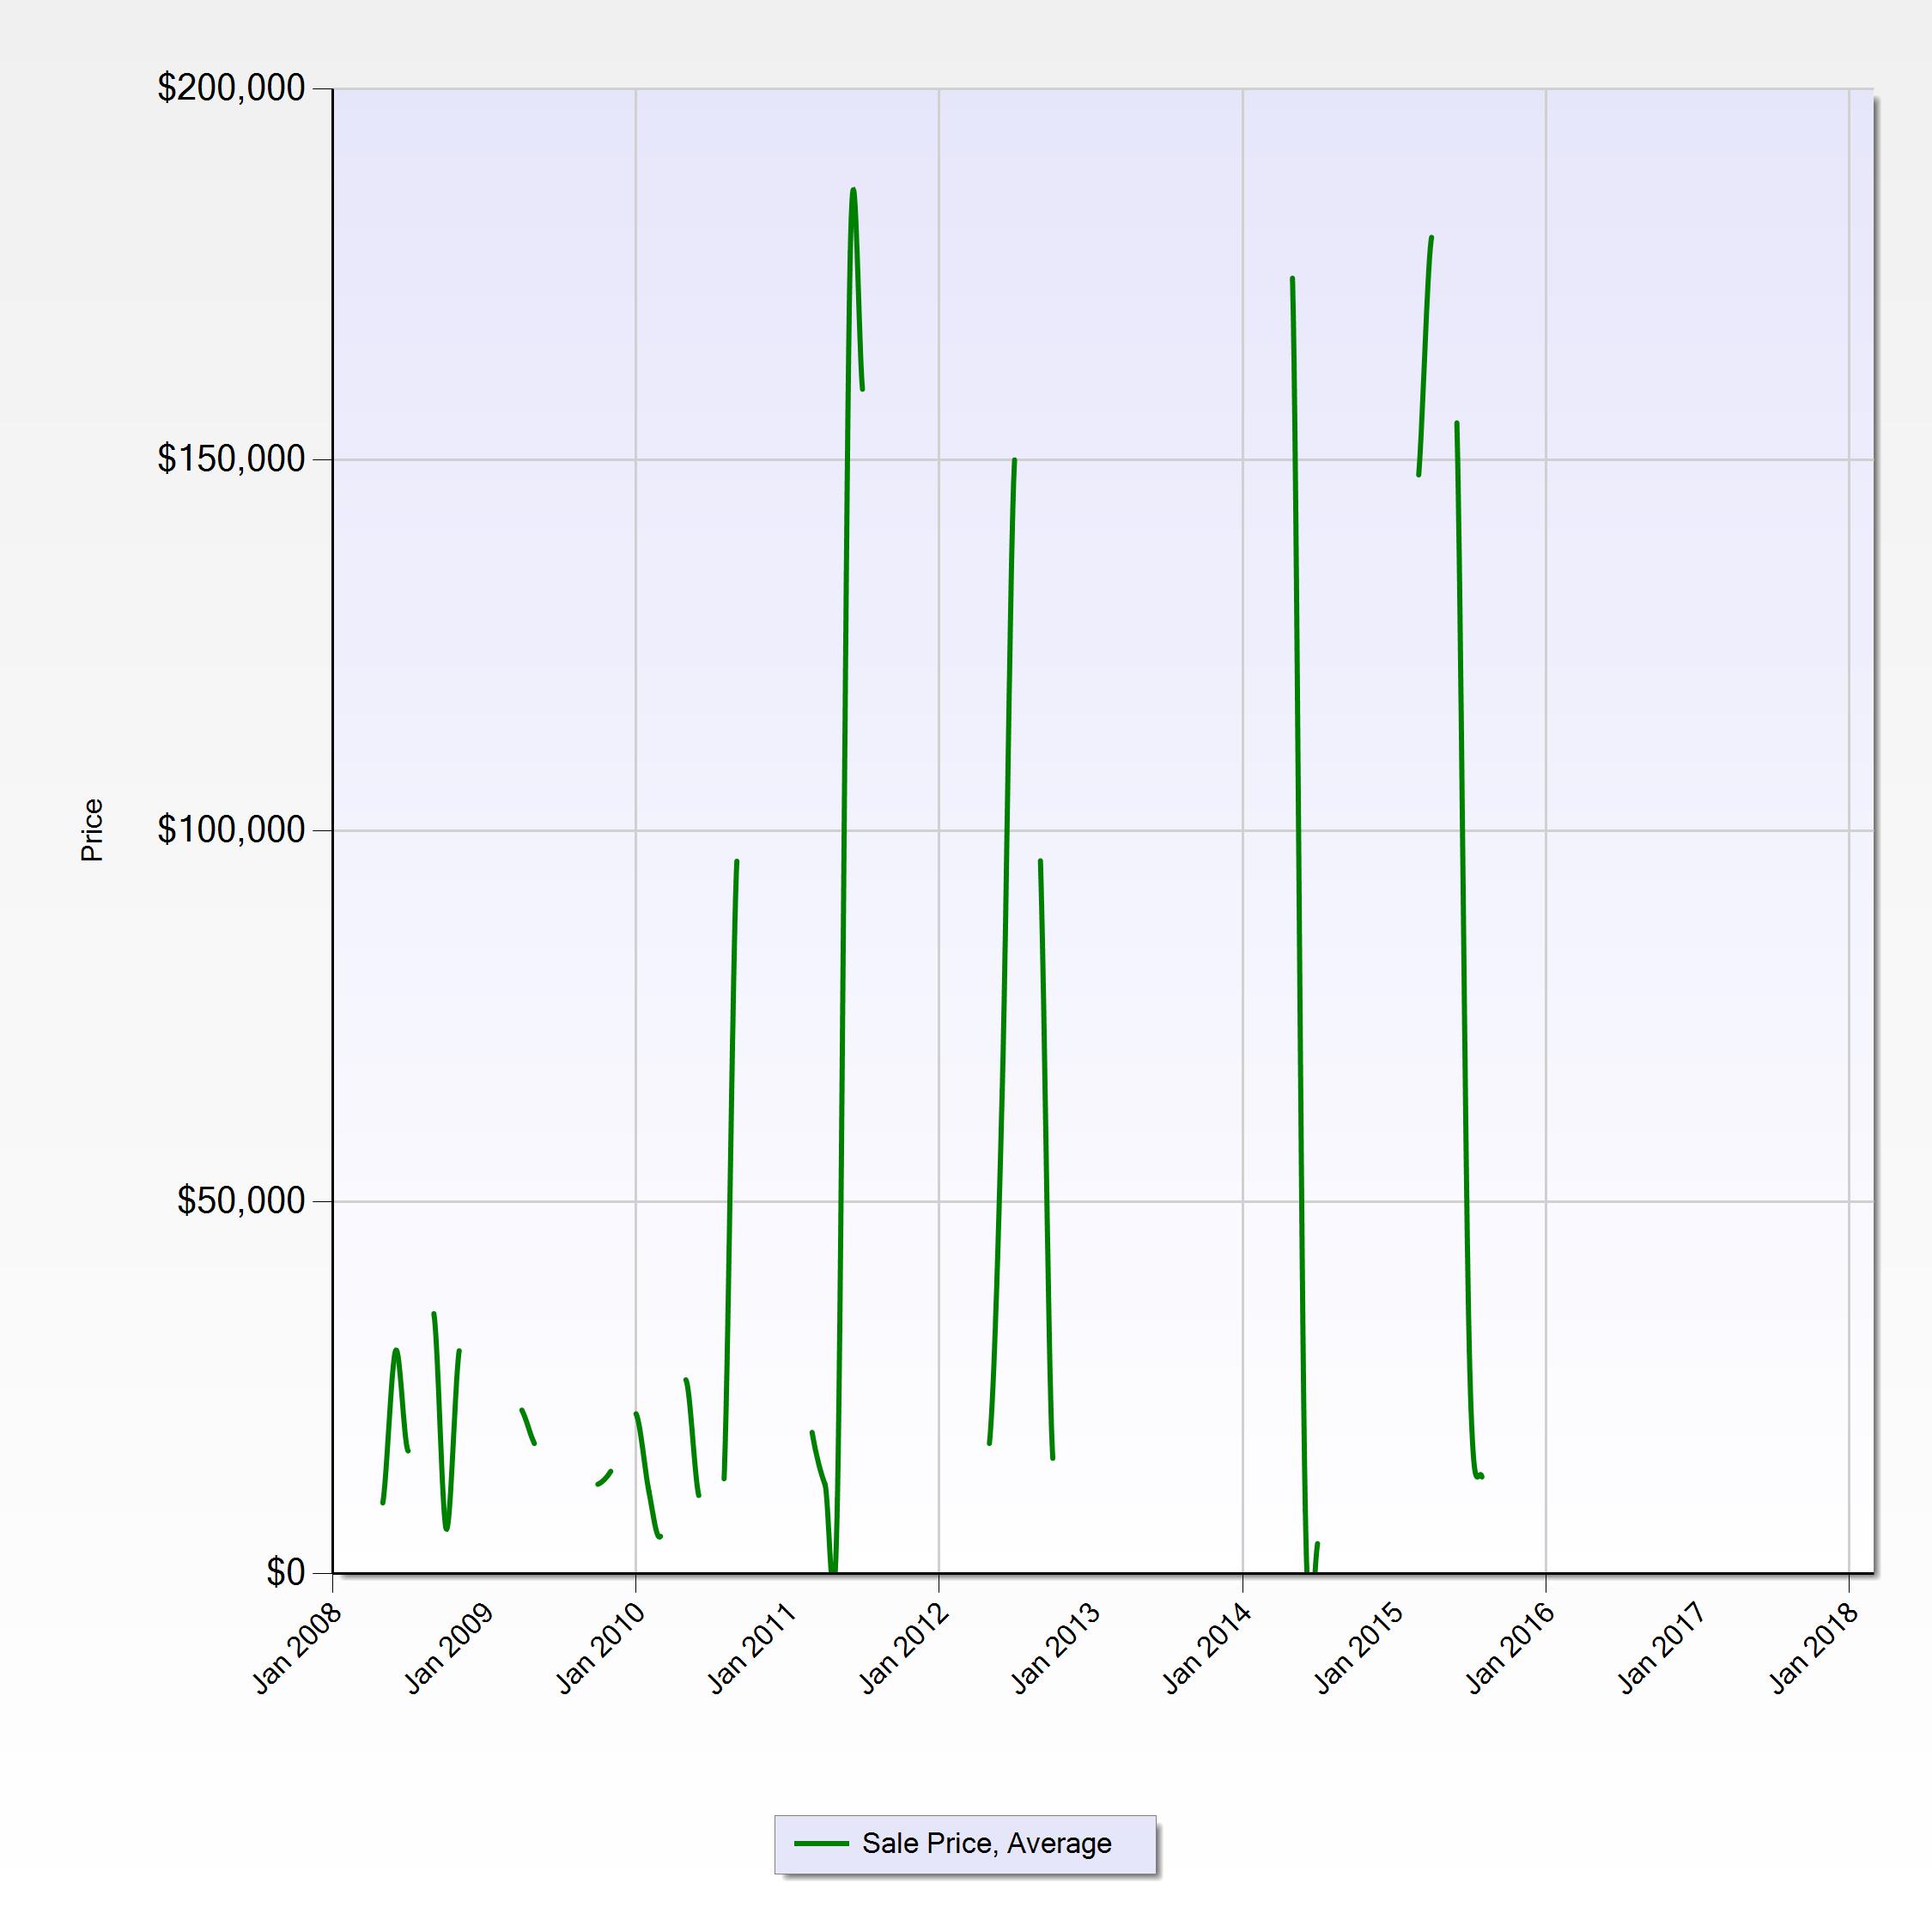 $200,000
$150,000
$100,000
$50,000
$0
Price
Jan 2008
Jan 2009
Jan 2010
Jan 2011
Jan 2012
Jan 2013
Jan 2014
Jan 2015
Jan 2016
Jan 2017
Jan 2018
Sale Price, Average